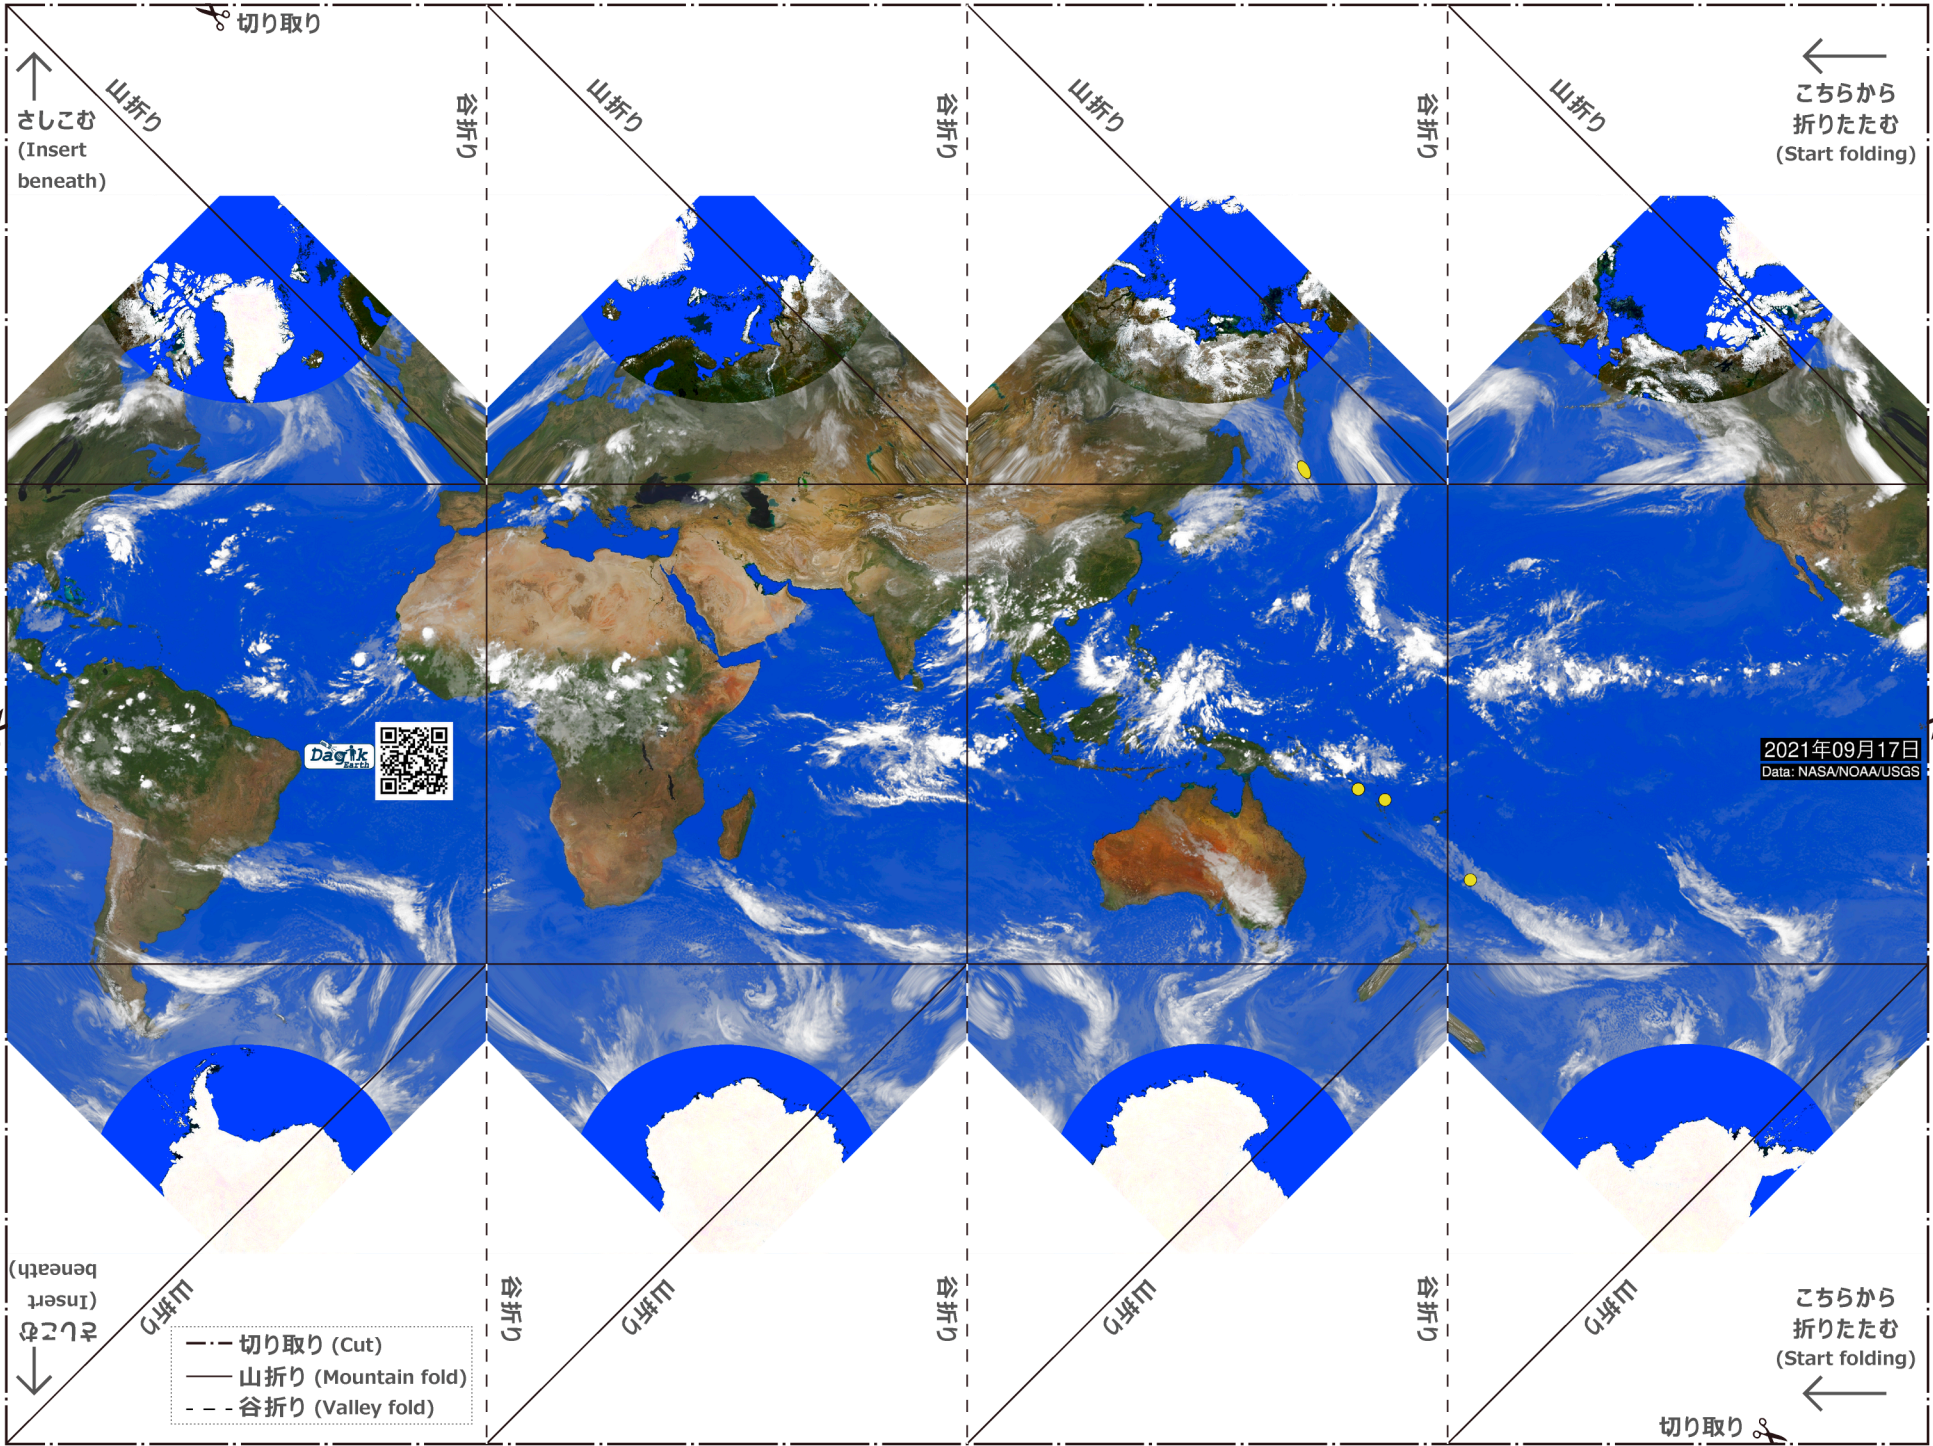 切り取り
山折り
谷折り
山折り
谷折り
山折り
谷折り
山折り
こちらから
折りたたむ
(Start folding)
さしこむ
(Insert
beneath)
Dagik
Earth
2021年09月17日
Data: NASA/NOAA/USGS
さしこむ
(Insert
beneath)
山折り
谷折り
山折り
谷折り
山折り
谷折り
山折り
こちらから
折りたたむ
(Start folding)
切り取り (Cut)
山折り (Mountain fold)
谷折り (Valley fold)
切り取り